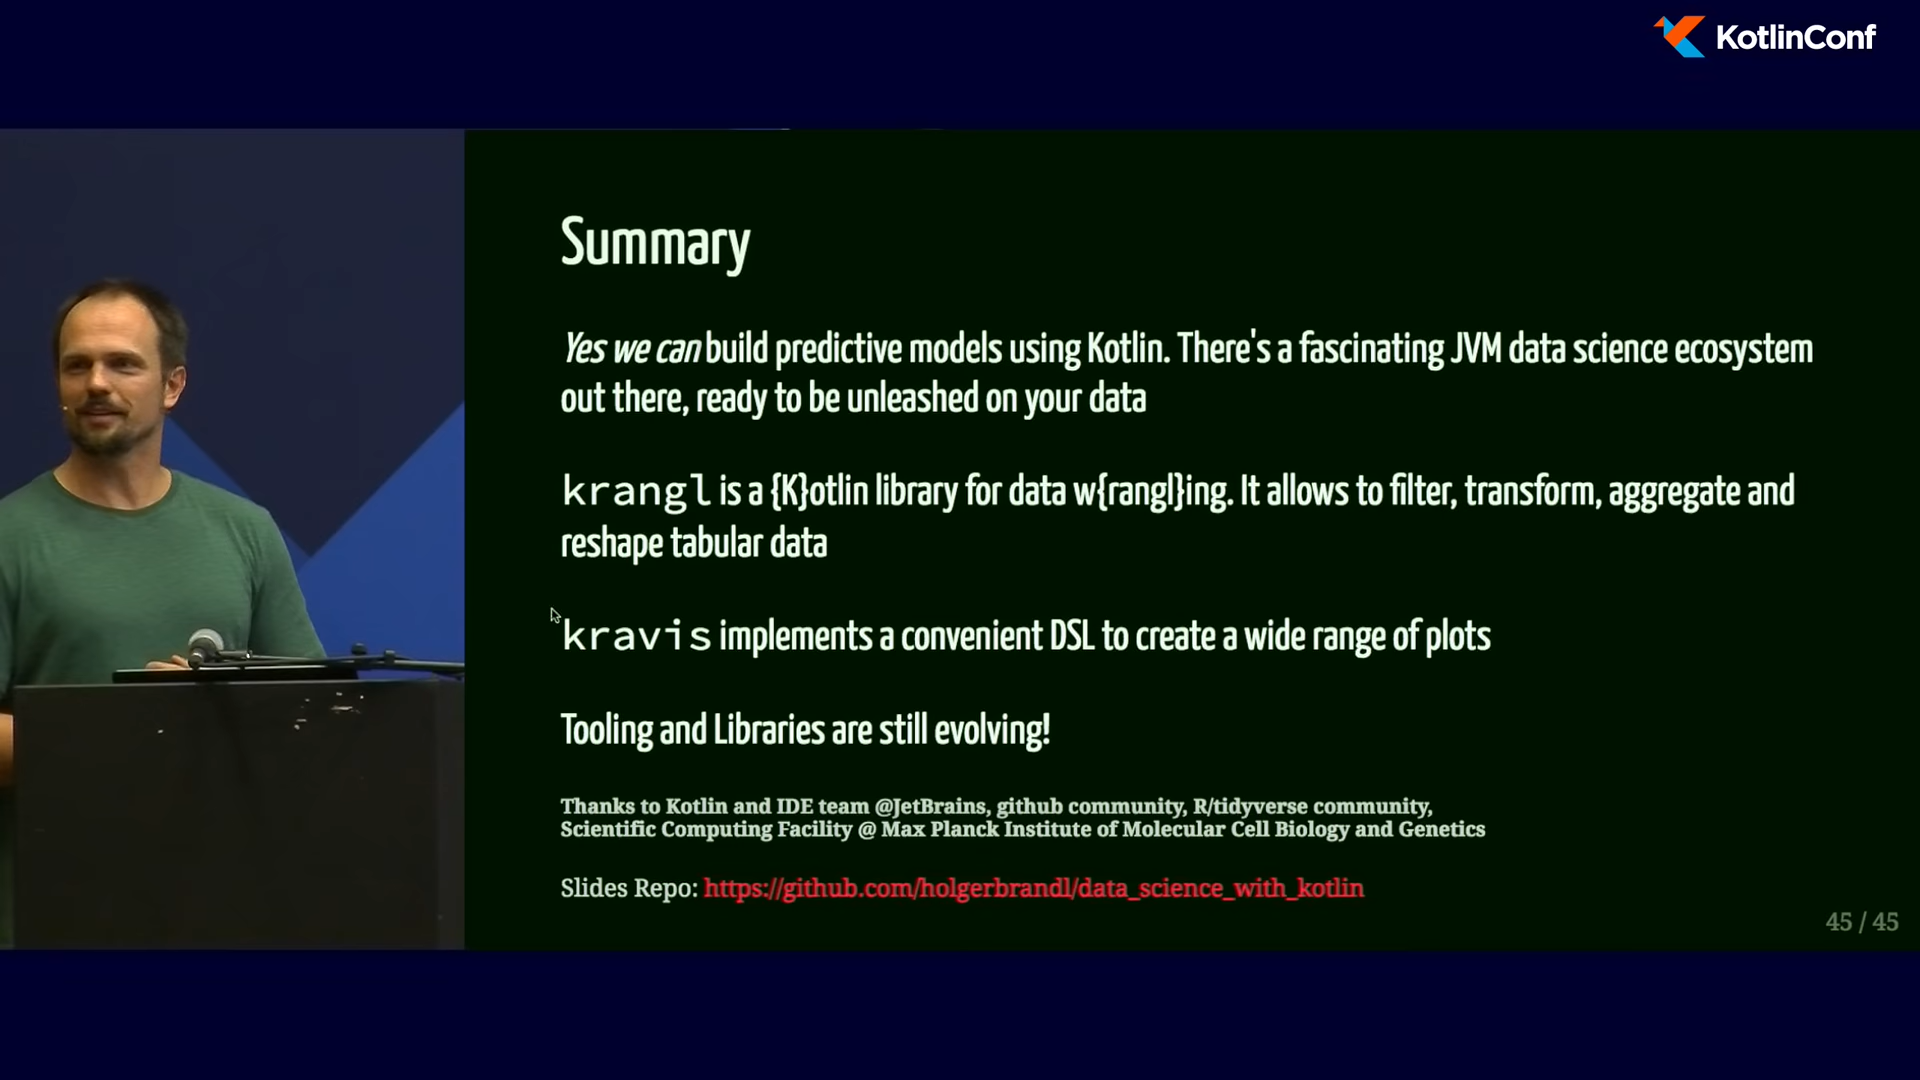 KotlinConf
Summary
Yes we can build predictive models using Kotlin. There's a fascinating JVM data science ecosystem
out there, ready to be unleashed on your data
krangl is a {K}otlin library for data w{rangl}ing. It allows to filter, transform, aggregate and
reshape tabular data
kravis implements a convenient DSL to create a wide range of plots
Tooling and Libraries are still evolving!
Thanks to Kotlin and IDE team @JetBrains, github community, R/tidyverse community,
Scientific Computing Facility @ Max Planck Institute of Molecular Cell Biology and Genetics
Slides Repo: https://github.com/holgerbrandl/data_science_with_kotlin
45 / 45